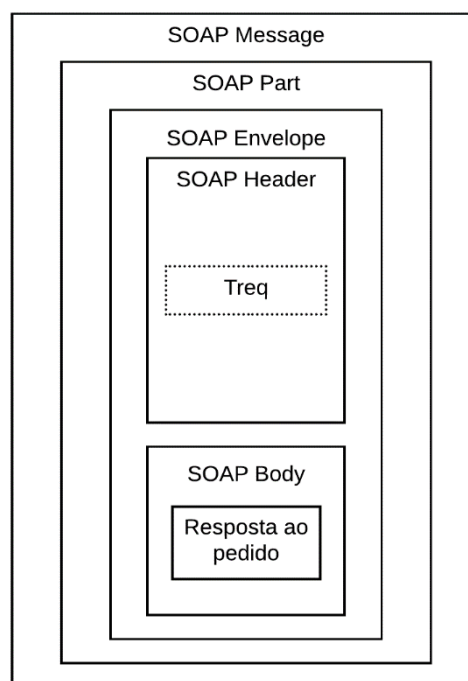 SOAP Message
SOAP Part
SOAP Envelope
SOAP Header
Treq
SOAP Body
Resposta ao
pedido